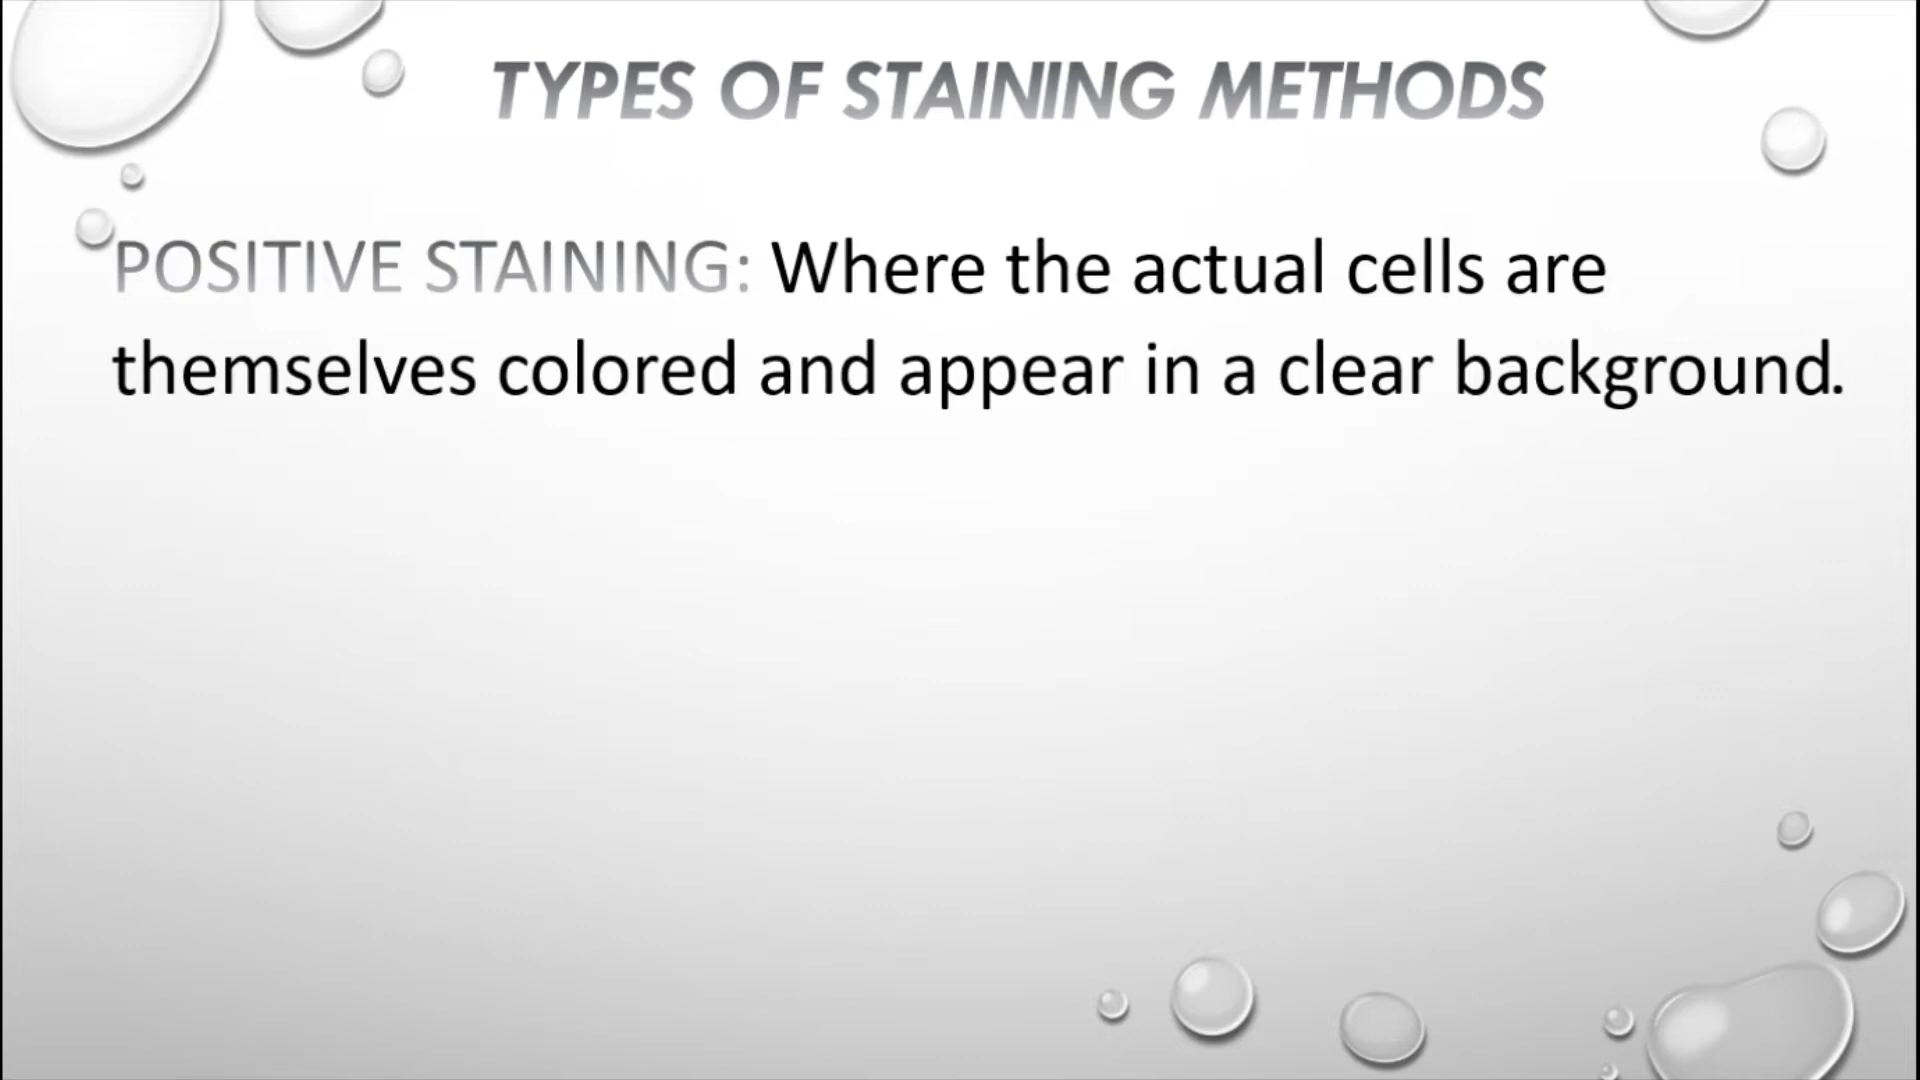 TYPES OF STAINING METHODS
POSITIVE STAINING: Where the actual cells are
themselves colored and appear in a clear background.